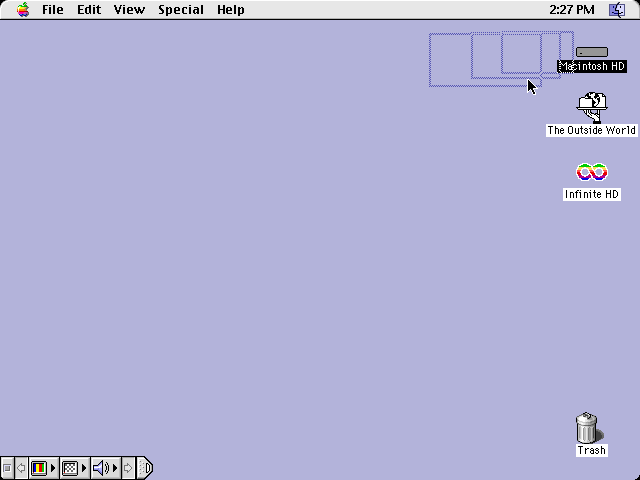 File Edit View Special Help 2:27 PM
Macintosh HD
The Outside World
Infinite HD
Trash